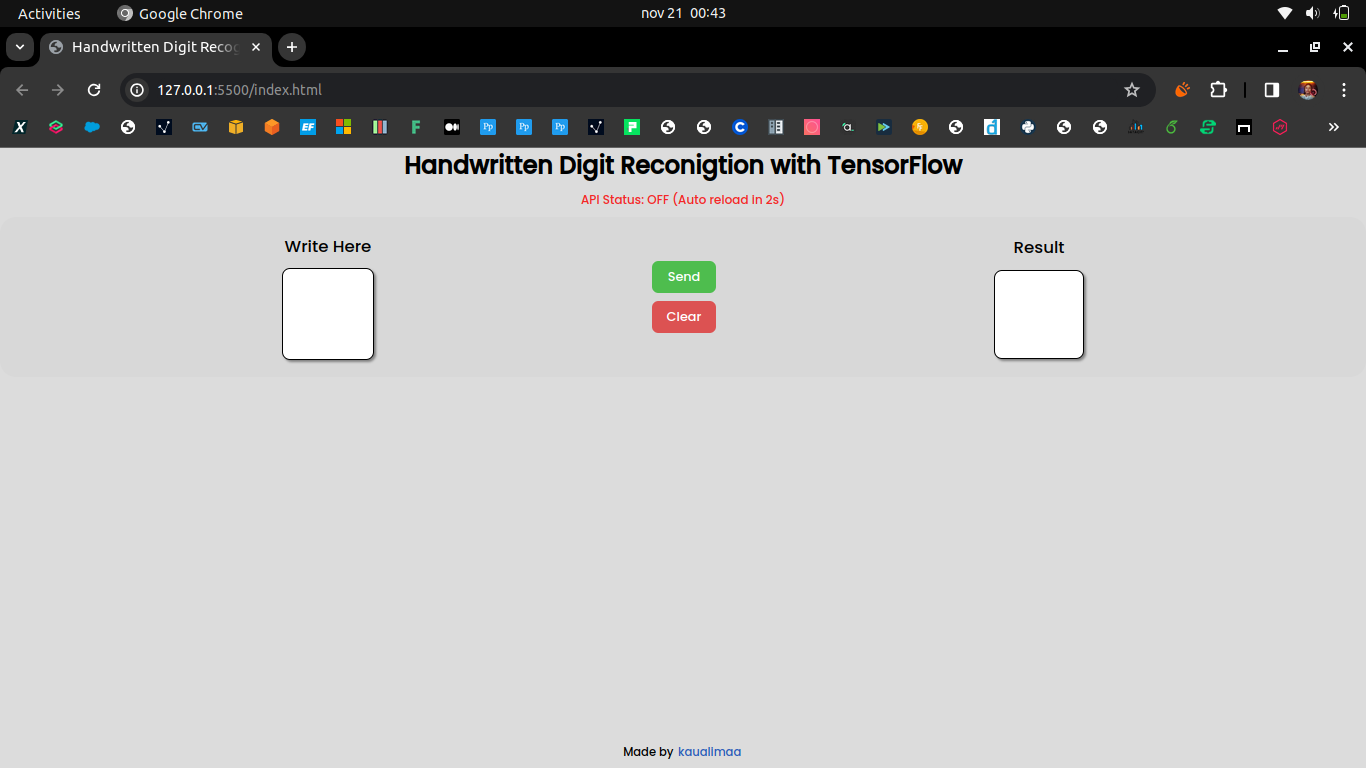 Activities Google Chrome nov 21 00:43
Handwritten Digit Recog
127.0.0.1:5500/index.html
Handwritten Digit Reconigtion with TensorFlow
API Status: OFF (Auto reload in 2s)
Write Here
Send
Clear
Result
Made by kaualimaa